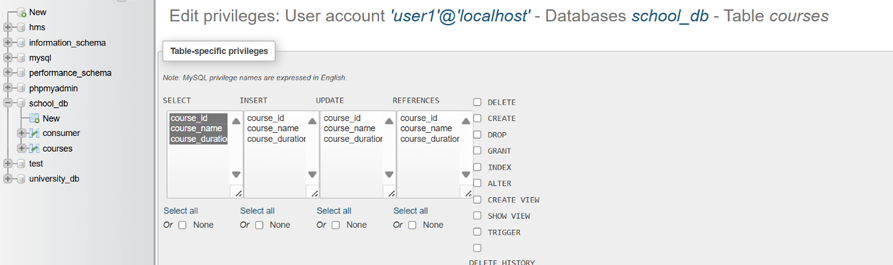 New
hms
information_schema
mysql
performance_schema
phpmyadmin
school_db
New
consumer
courses
test
university_db
Edit privileges: User account 'user1'@'localhost' - Databases school_db - Table courses
Table-specific privileges
Note: MySQL privilege names are expressed in English
SELECT INSERT UPDATE REFERENCES
course_id course_id course_id course_id
course_name course_name course_name course_name
course_duratio course_duration course_duration course_duration
Select all Select all Select all Select all
Or None Or None Or None Or None
DELETE
CREATE
DROP
GRANT
INDEX
ALTER
CREATE VIEW
SHOW VIEW
TRIGGER
DELETE HISTORY